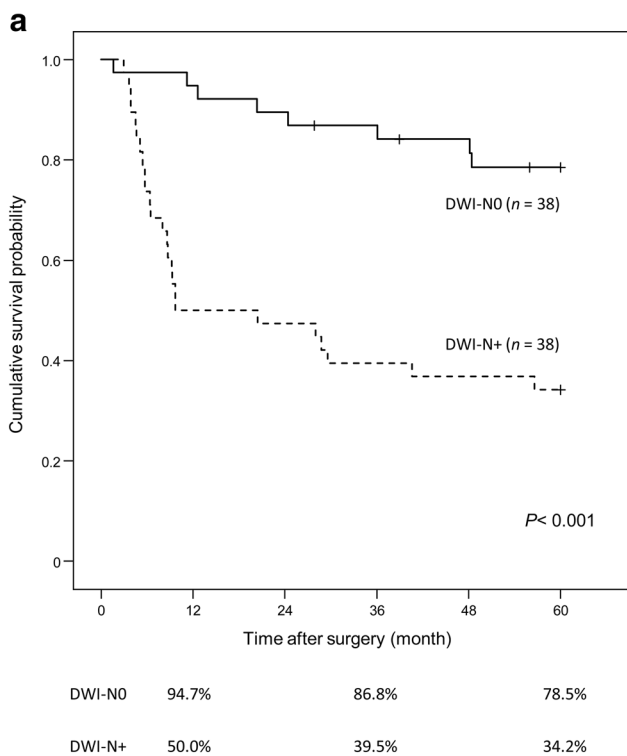 a
1.0
0.8
0.6
0.4
0.2
0
Cumulative survival probability
DWI-N0 (n = 38)
DWI-N+ (n = 38)
P< 0.001
0 12 24 36 48 60
Time after surgery (month)
DWI-N0 94.7% 86.8% 78.5%
DWI-N+ 50.0% 39.5% 34.2%